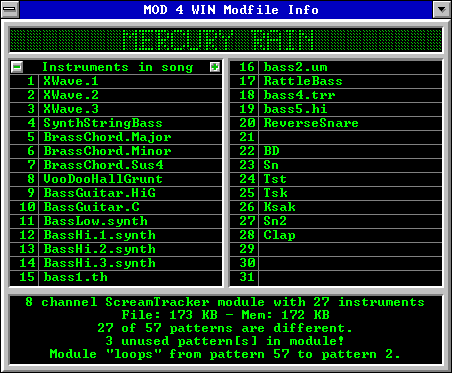 MOD 4 WIN Modfile Info
MERCURY RAIN
Instruments in song
1 XWave.1
2 XWave.2
3 XWave.3
4 SynthStringBass
5 BrassChord.Major
6 BrassChord.Minor
7 BrassChord.Sus4
8 VooDooHallGrunt
9 BassGuitar.HiG
10 BassGuitar.C
11 BassLow.synth
12 BassHi.1.synth
13 BassHi.2.synth
14 BassHi.3.synth
15 bass1.th
16 bass2.um
17 RattleBass
18 bass4.trr
19 bass5.hi
20 ReverseSnare
21
22 BD
23 Sn
24 Tst
25 Tsk
26 Ksak
27 Sn2
28 Clap
29
30
31
8 channel ScreamTracker module with 27 instruments
File: 173 KB - Mem: 172 KB
27 of 57 patterns are different.
3 unused pattern[s] in module!
Module "loops" from pattern 57 to pattern 2.